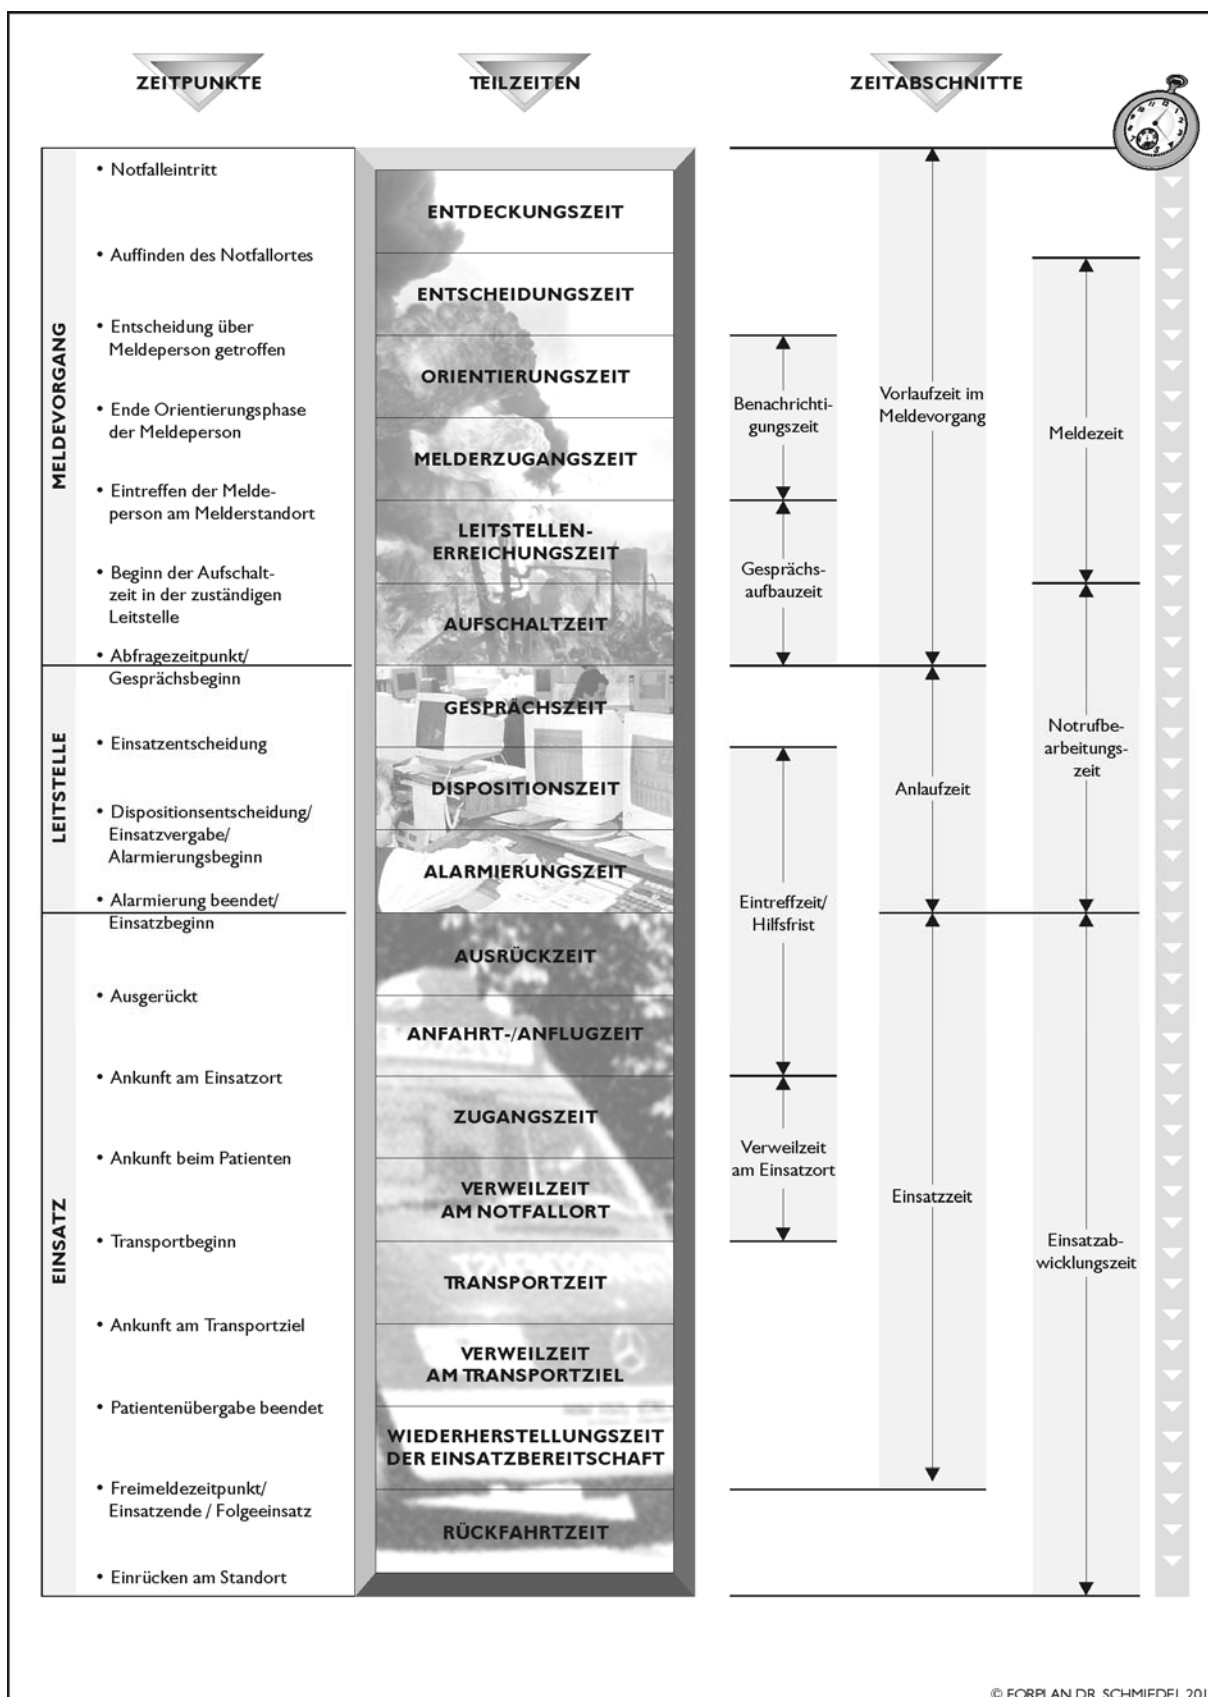 ZEITPUNKTE
TEILZEITEN
ZEITABSCHNITTE
MELDEVORGANG
• Notfalleintritt
• Auffinden des Notfallortes
• Entscheidung über
Meldeperson getroffen
• Ende Orientierungsphase
der Meldeperson
• Eintreffen der Melde-
person am Melderstandort
• Beginn der Aufschalt-
zeit in der zuständigen
Leitstelle
• Abfragezeitpunkt/
Gesprächsbeginn
LEITSTELLE
• Einsatzentscheidung
• Dispositionsentscheidung/
Einsatzvergabe/
Alarmierungsbeginn
• Alarmierung beendet/
Einsatzbeginn
EINSATZ
• Ausgerückt
• Ankunft am Einsatzort
• Ankunft beim Patienten
• Transportbeginn
• Ankunft am Transportziel
• Patientenübergabe beendet
• Freimeldezeitpunkt/
Einsatzende / Folgeeinsatz
• Einrücken am Standort
ENTDECKUNGSZEIT
ENTSCHEIDUNGSZEIT
ORIENTIERUNGSZEIT
MELDERZUGANGSZEIT
LEITSTELLEN-
ERREICHUNGSZEIT
AUFSCHALTZEIT
GESPRÄCHSZEIT
DISPOSITIONSZEIT
ALARMIERUNGSZEIT
AUSRÜCKZEIT
ANFAHRT-/ANFLUGZEIT
ZUGANGSZEIT
VERWEILZEIT
AM NOTFALLORT
TRANSPORTZEIT
VERWEILZEIT
AM TRANSPORTZIEL
WIEDERHERSTELLUNGSZEIT
DER EINSATZBEREITSCHAFT
RÜCKFAHRTZEIT
Benachrichti-
gungszeit
Gesprächs-
aufbauzeit
Eintreffzeit/
Hilfsfrist
Verweilzeit
am Einsatzort
Vorlaufzeit im
Meldevorgang
Anlaufzeit
Einsatzzeit
Meldezeit
Notrufbe-
arbeitungs-
zeit
Einsatzab-
wicklungszeit
© FORPLAN DR. SCHMIEDEL 201